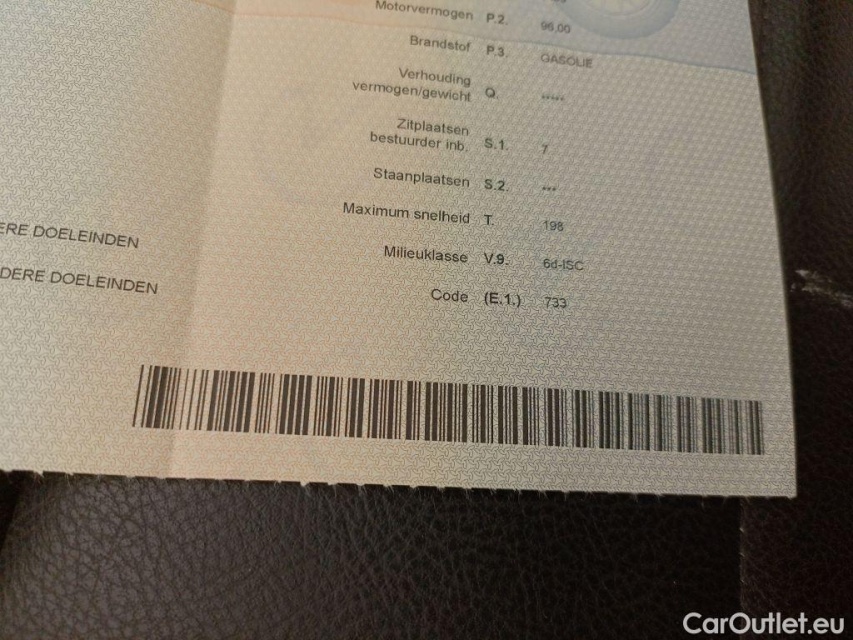 Motorvermogen P.2. 96,00
Brandstof P.3. GASOLIE
Verhouding
vermogen/gewicht Q. *****
Zitplaatsen
bestuurder inb. S.1. 7
Staanplaatsen S.2. ***
Maximum snelheid T. 198
ERE DOELEINDEN
Milieuklasse V.9. 6d-ISC
DERE DOELEINDEN
Code (E.1.) 733
CarOutlet.eu